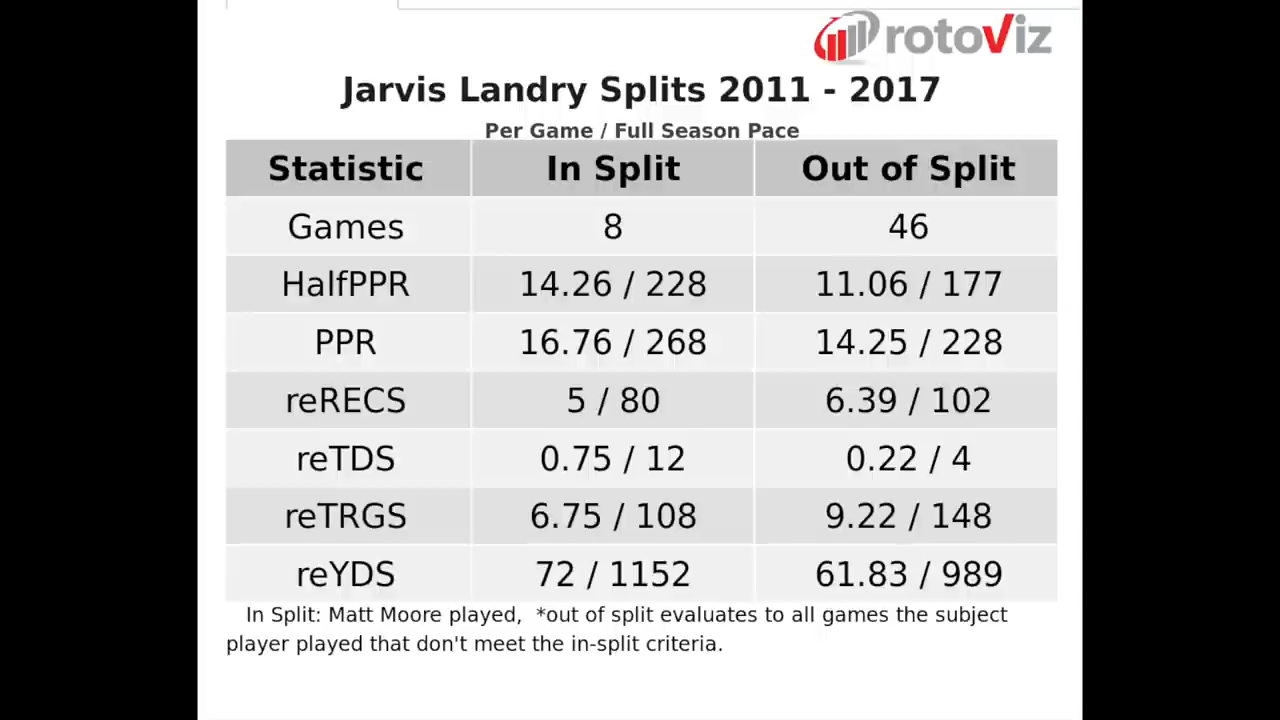 rotoviz
Jarvis Landry Splits 2011 - 2017
Per Game / Full Season Pace
Statistic In Split Out of Split
Games 8 46
HalfPPR 14.26 / 228 11.06 / 177
PPR 16.76 / 268 14.25 / 228
reRECS 5 / 80 6.39 / 102
reTDS 0.75 / 12 0.22 / 4
reTRGS 6.75 / 108 9.22 / 148
reYDS 72 / 1152 61.83 / 989
In Split: Matt Moore played, *out of split evaluates to all games the subject
player played that don't meet the in-split criteria.